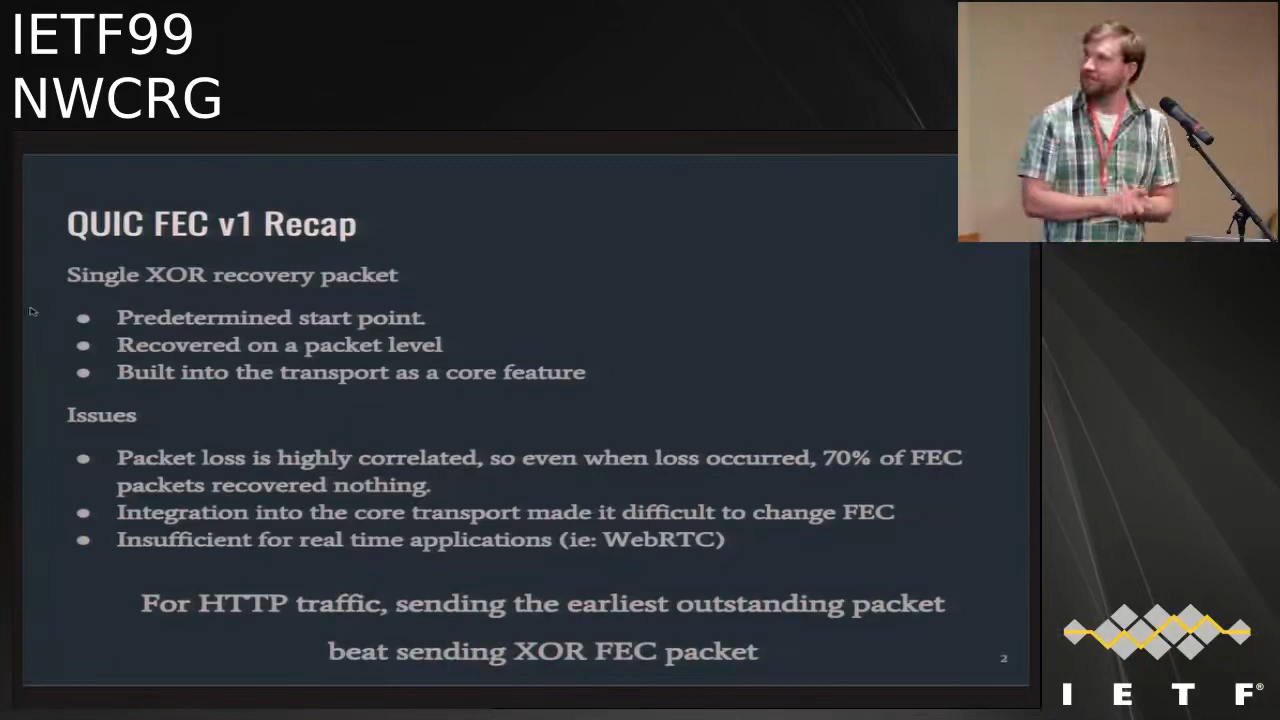 IETF99
NWCRG
QUIC FEC v1 Recap
Single XOR recovery packet
● Predetermined start point.
● Recovered on a packet level
● Built into the transport as a core feature
Issues
● Packet loss is highly correlated, so even when loss occurred, 70% of FEC
packets recovered nothing.
● Integration into the core transport made it difficult to change FEC
● Insufficient for real time applications (ie: WebRTC)
For HTTP traffic, sending the earliest outstanding packet
beat sending XOR FEC packet
2
I E T F®